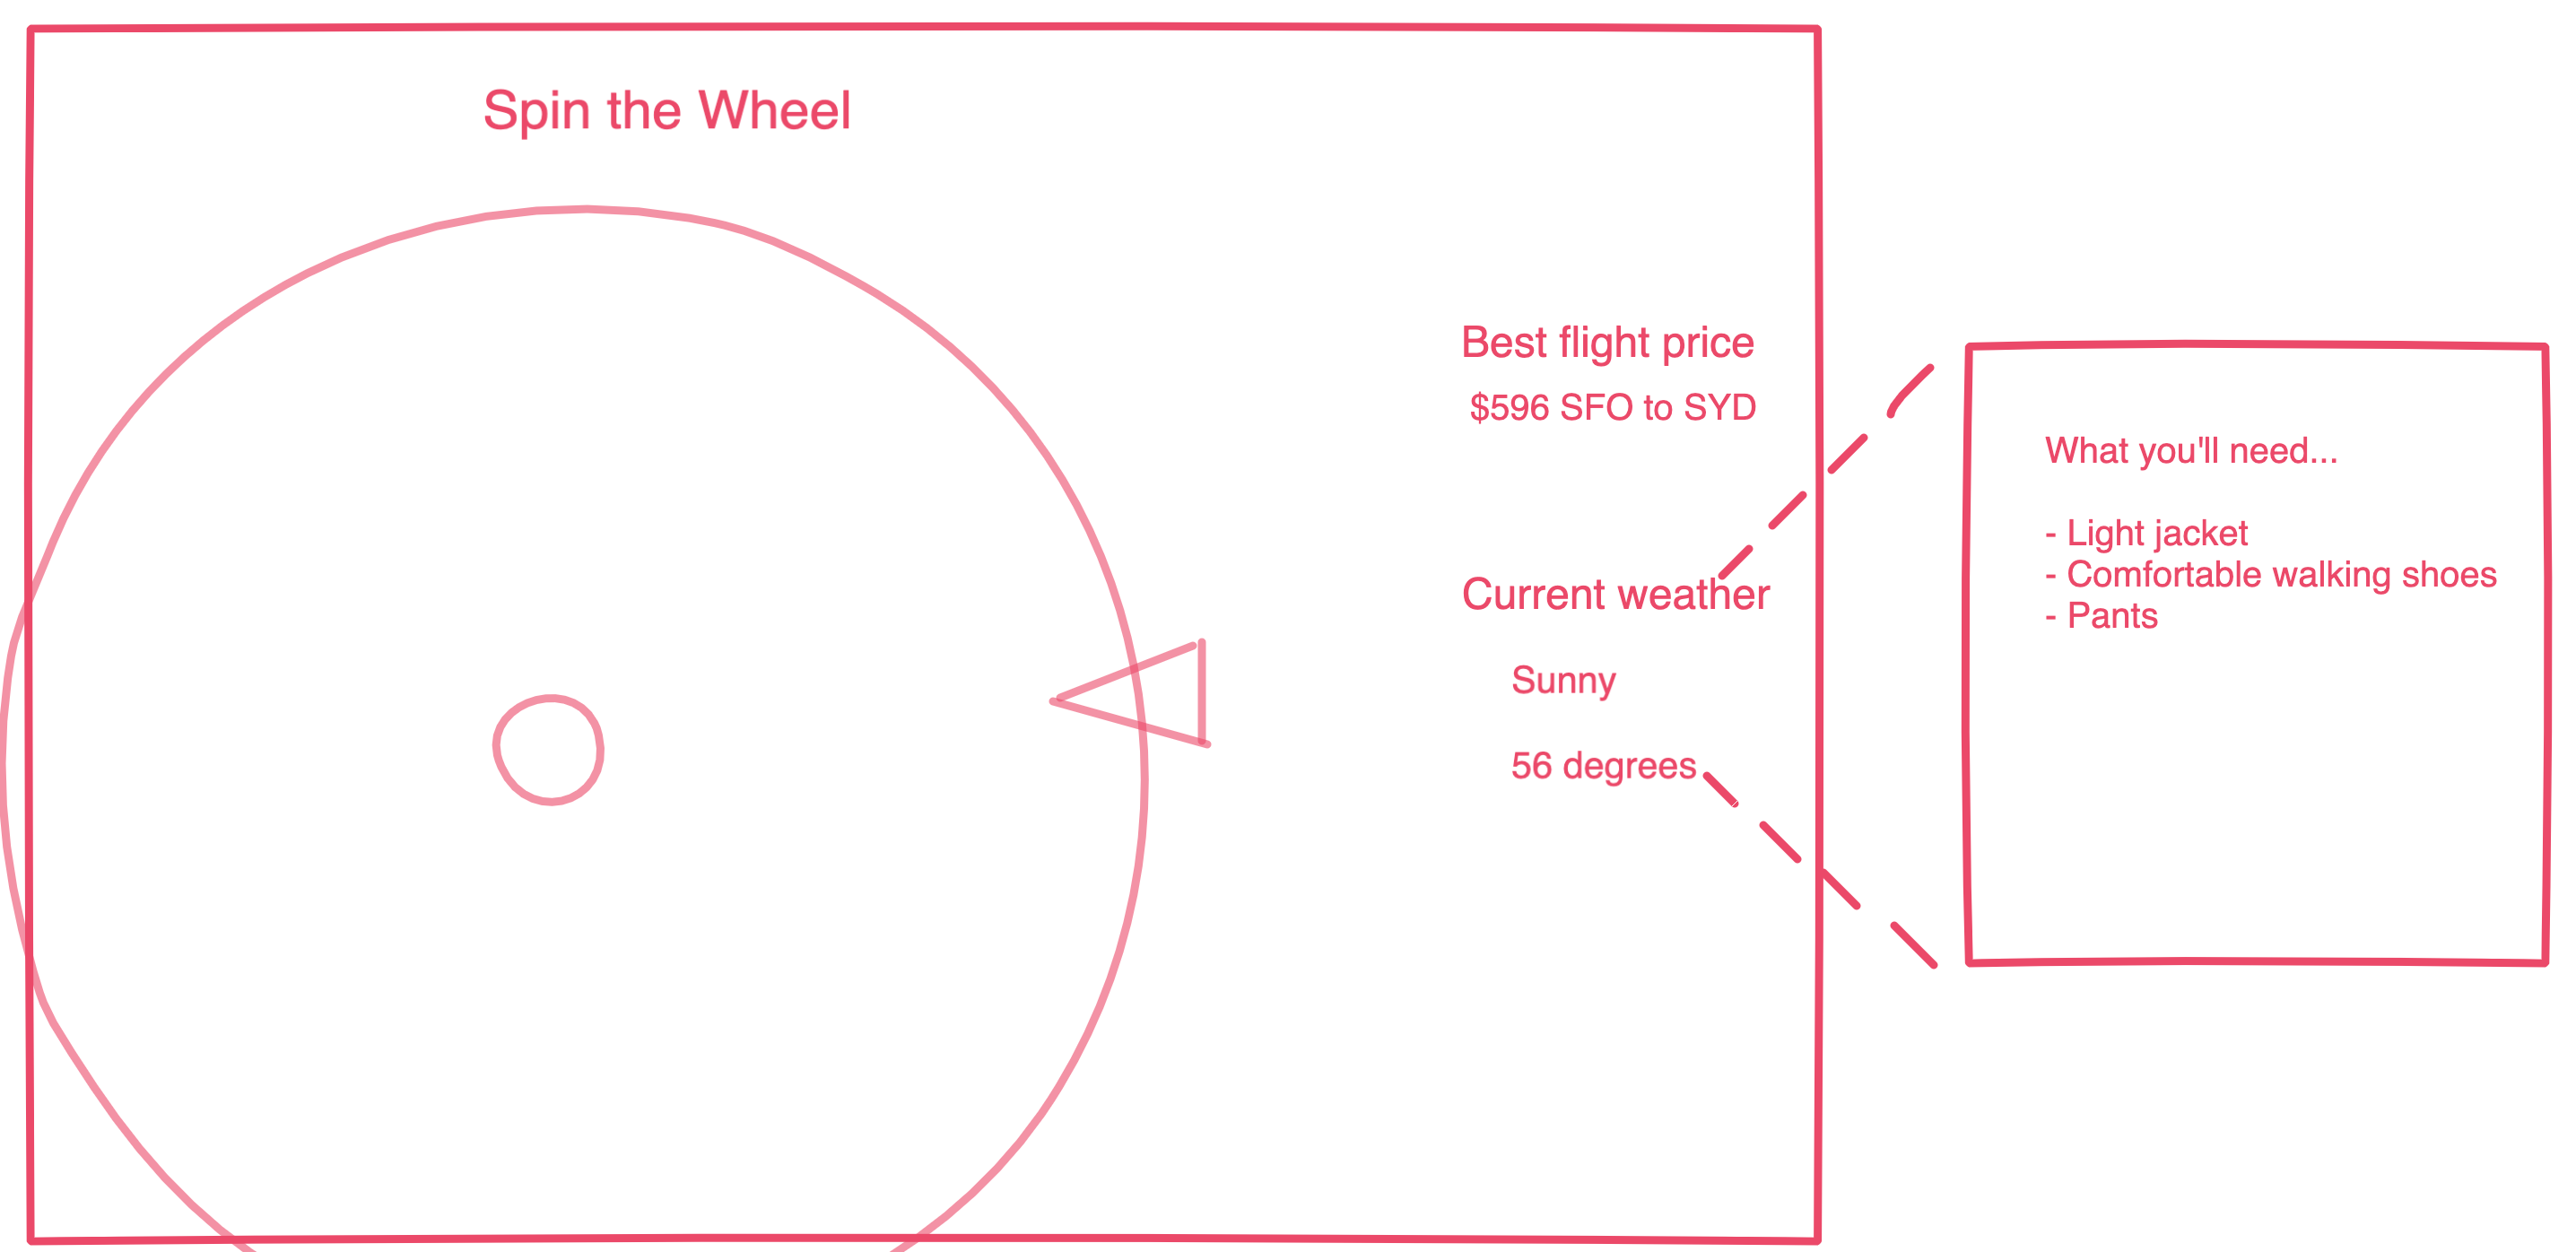 Spin the Wheel
Best flight price
$596 SFO to SYD
Current weather
Sunny
56 degrees
What you'll need...
- Light jacket
- Comfortable walking shoes
- Pants